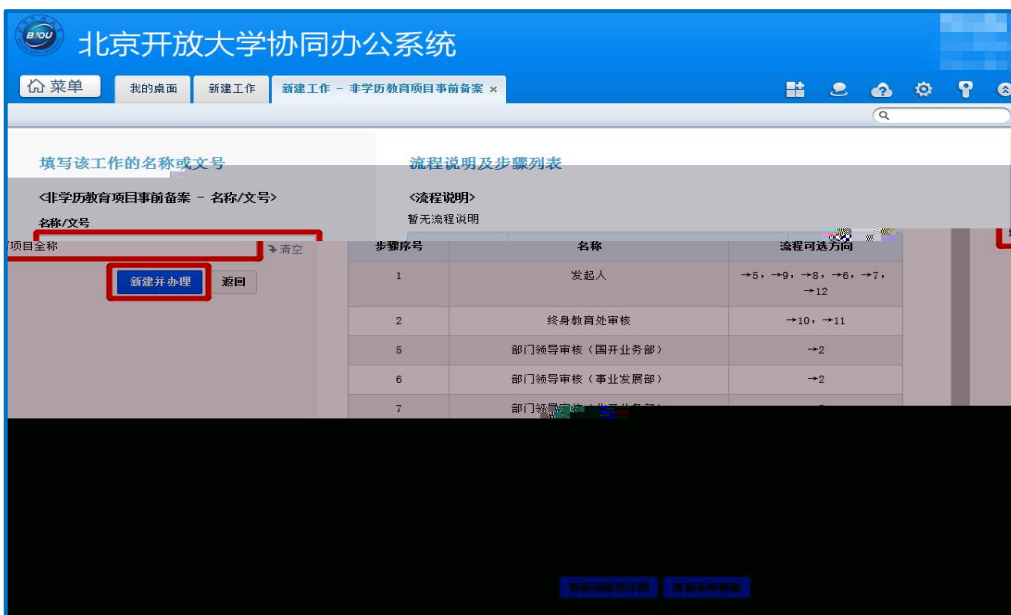 BJOU
北京开放大学协同办公系统
菜单 我的桌面 新建工作 新建工作 - 非学历教育项目事前备案 ×
填写该工作的名称或文号
<非学历教育项目事前备案 - 名称/文号>
名称/文号
项目全称 清空
新建并办理 返回
流程说明及步骤列表
<流程说明>
暂无流程说明
步骤序号 名称 流程可选方向
1 发起人 →5, →9, →8, →6, →7, →12
2 终身教育处审核 →10, →11
5 部门领导审核（国开业务部） →2
6 部门领导审核（事业发展部） →2
7